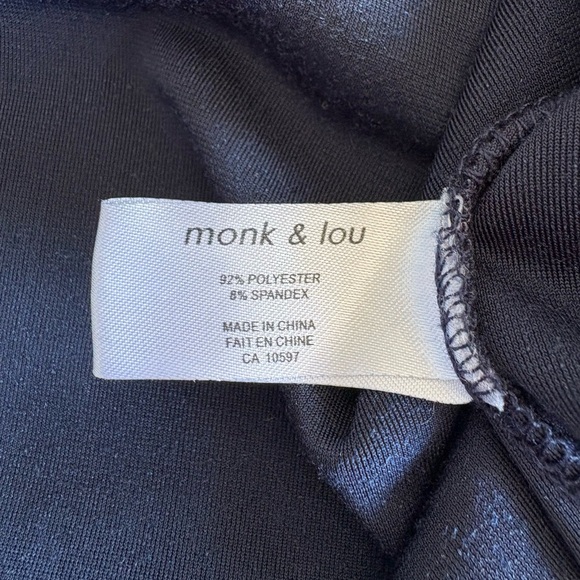 monk & lou
92% POLYESTER
8% SPANDEX
MADE IN CHINA
FAIT EN CHINE
CA 10597